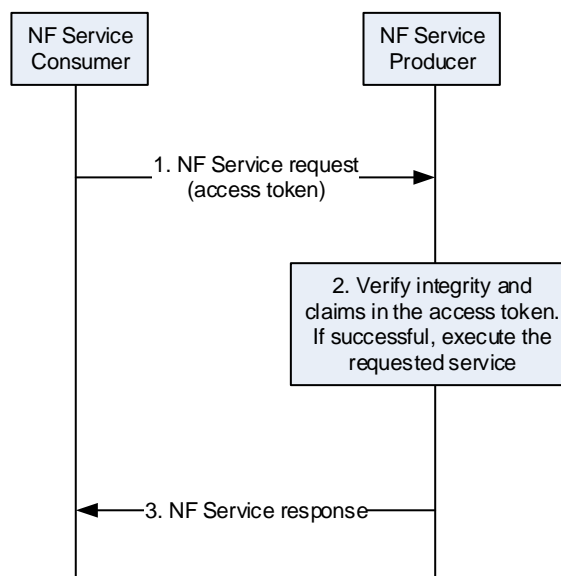 NF Service
Consumer
NF Service
Producer
1. NF Service request
(access token)
2. Verify integrity and
claims in the access token.
If successful, execute the
requested service
3. NF Service response